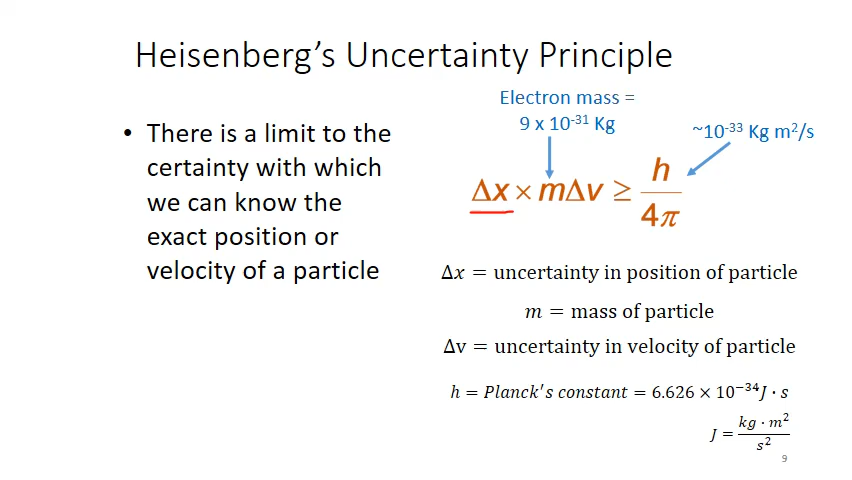 Heisenberg’s Uncertainty Principle
• There is a limit to the
certainty with which
we can know the
exact position or
velocity of a particle
Electron mass =
9 x 10⁻³¹ Kg
~10⁻³³ Kg m²/s
Δx × mΔv ≥ h / 4π
Δx = uncertainty in position of particle
m = mass of particle
Δv = uncertainty in velocity of particle
h = Planck's constant = 6.626 × 10⁻³⁴J · s
J = kg · m² / s²
9